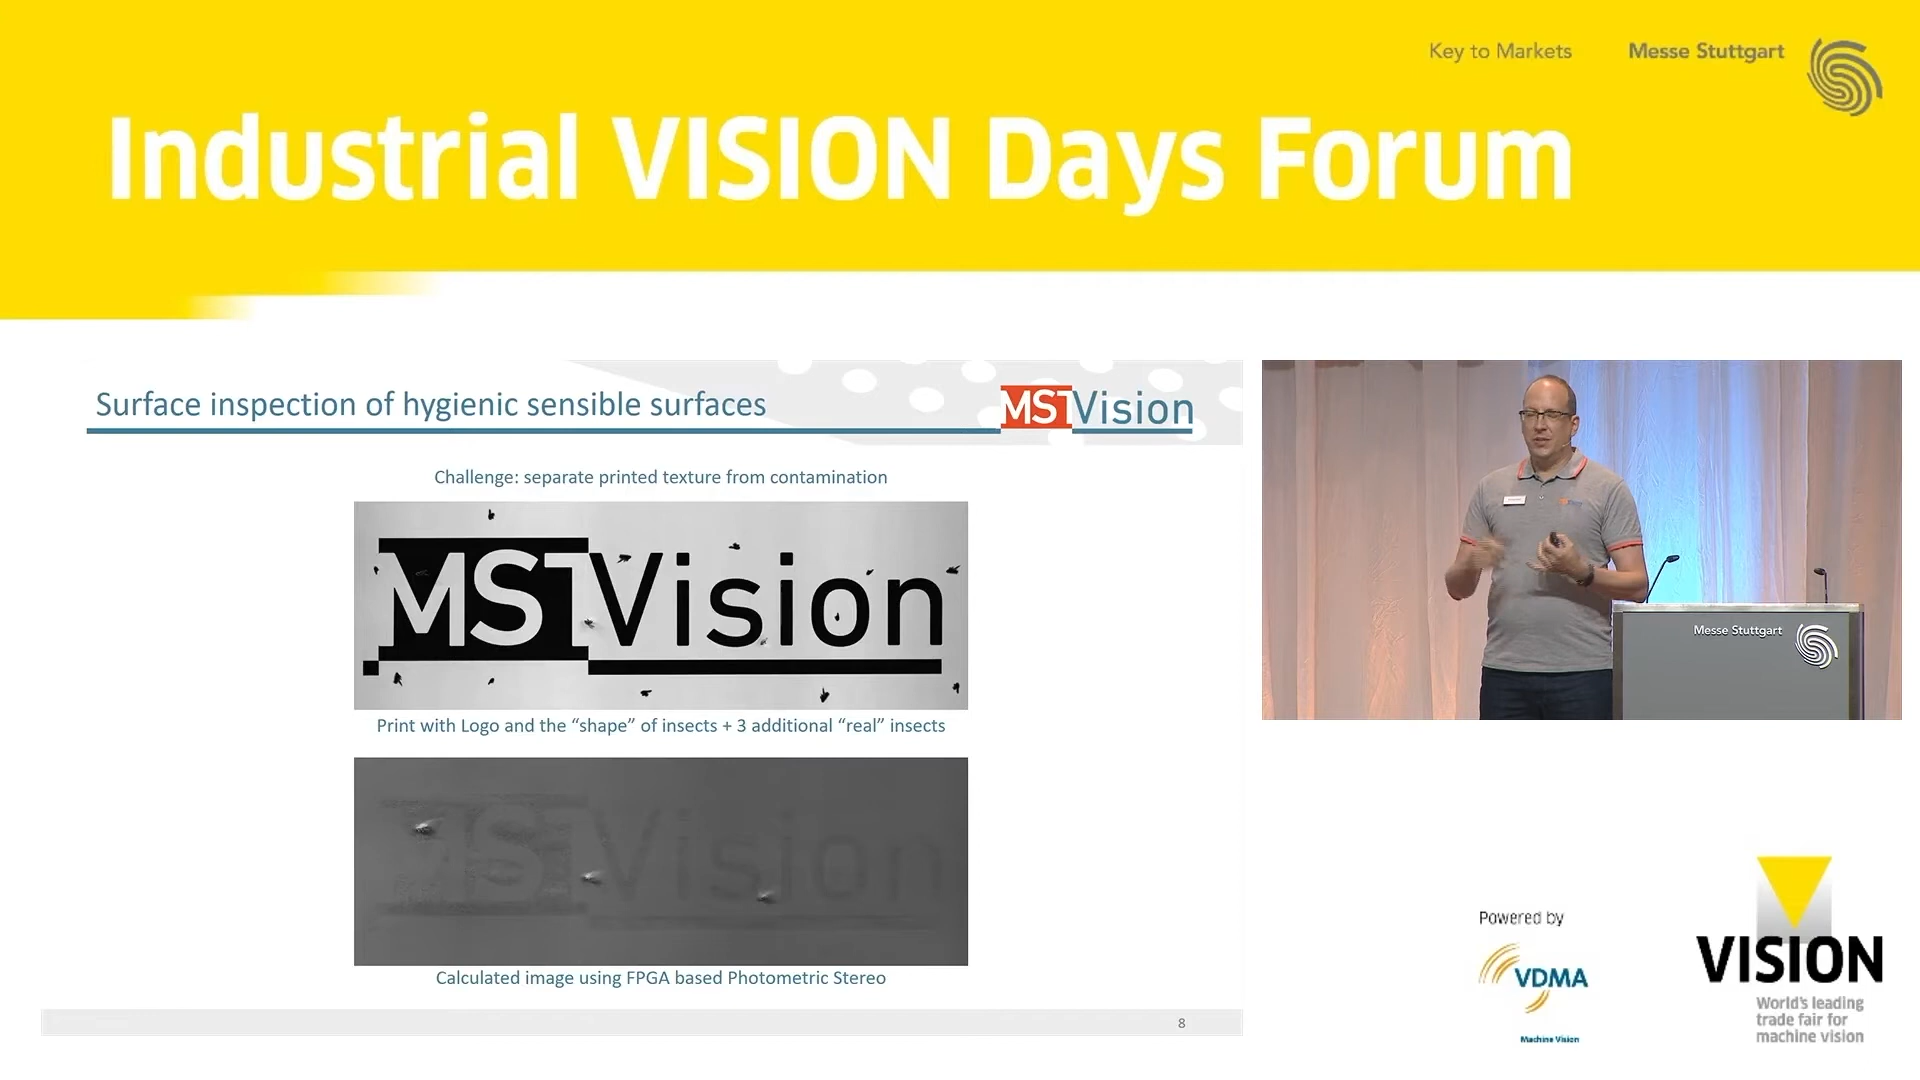 Key to Markets
Messe Stuttgart
Industrial VISION Days Forum
Surface inspection of hygienic sensible surfaces
MSTVision
Challenge: separate printed texture from contamination
MSTVision
Print with Logo and the “shape” of insects + 3 additional “real” insects
MSTVision
Calculated image using FPGA based Photometric Stereo
8
Messe Stuttgart
Powered by
VDMA
Machine Vision
VISION
World's leading
trade fair for
machine vision